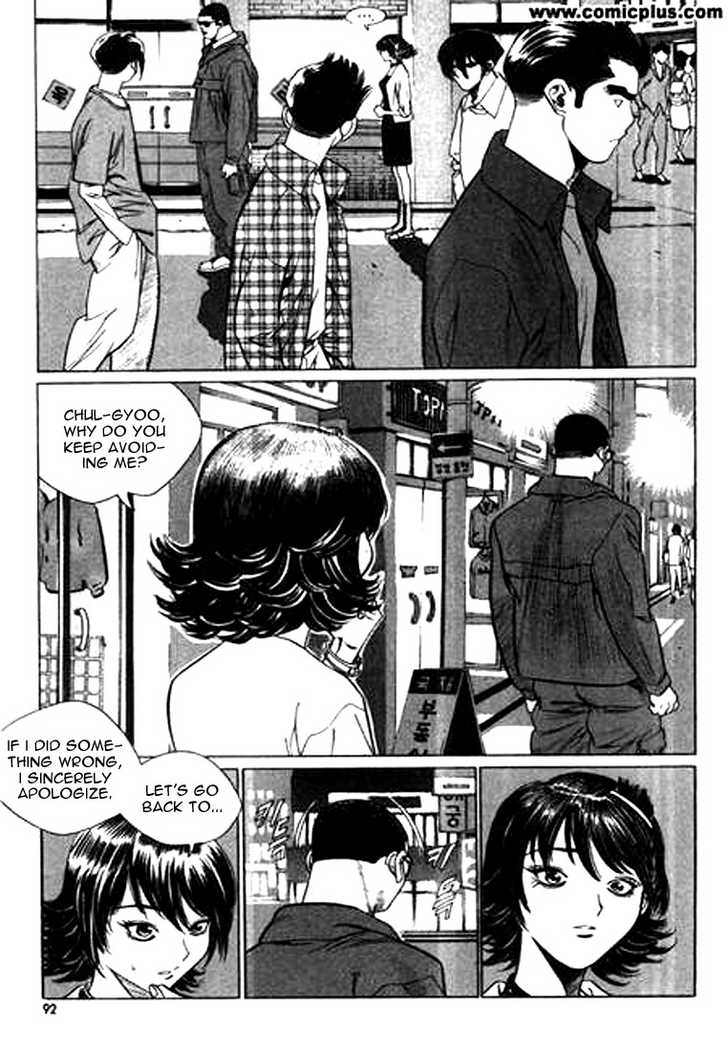 www.comicplus.com
...
CHUL-GYOO,
WHY DO YOU
KEEP AVOID-
ING ME?
TOP
IF I DID SOME-
THING WRONG,
I SINCERELY
APOLOGIZE.
LET'S GO
BACK TO...
92